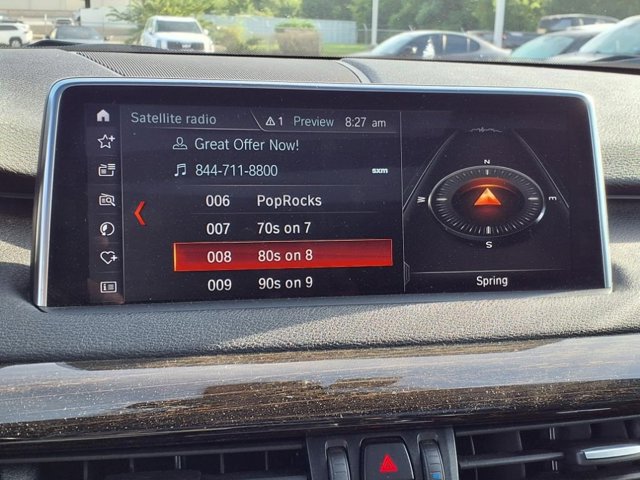 Satellite radio 1 Preview 8:27 am
Great Offer Now!
844-711-8800 sxm
006 PopRocks
007 70s on 7
008 80s on 8
009 90s on 9
N
W E
S
Spring